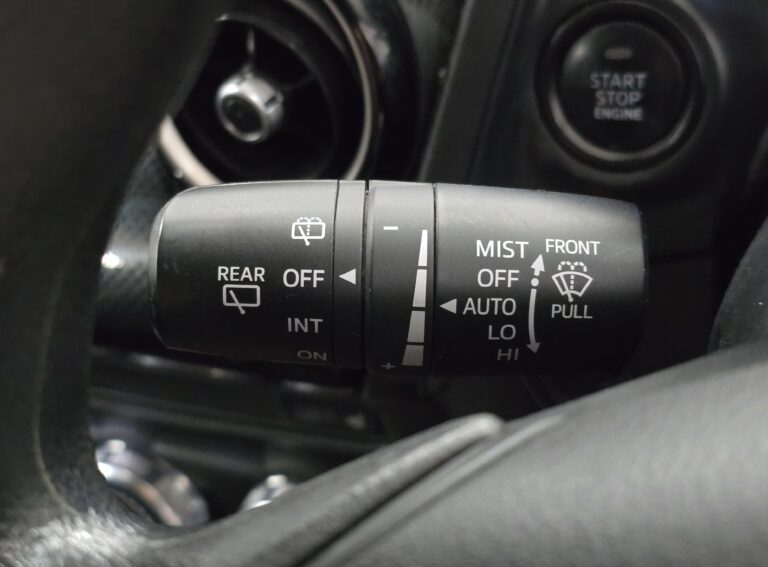 START
STOP
ENGINE
REAR
OFF
INT
ON
−
+
MIST
OFF
AUTO
LO
HI
FRONT
PULL